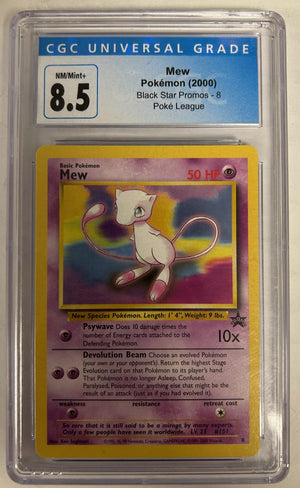 CGC UNIVERSAL GRADE
NM/Mint+
8.5
Mew
Pokémon (2000)
Black Star Promos - 8
Poké League
Basic Pokémon
Mew
50 HP
New Species Pokémon. Length: 1' 4", Weight: 9 lbs.
Psywave Does 10 damage times the
number of Energy cards attached to the
Defending Pokémon.
10x
Devolution Beam Choose an evolved Pokémon
(your own or your opponent's). Return the highest Stage
Evolution card on that Pokémon to its player's hand.
That Pokémon is no longer Asleep, Confused,
Paralyzed, Poisoned, or anything else that might be the
result of an attack (just as if you had evolved it).
weakness
resistance
retreat cost
So rare that it is still said to be a mirage by many experts.
Only a few people have seen it worldwide. LV. 23 #151
8